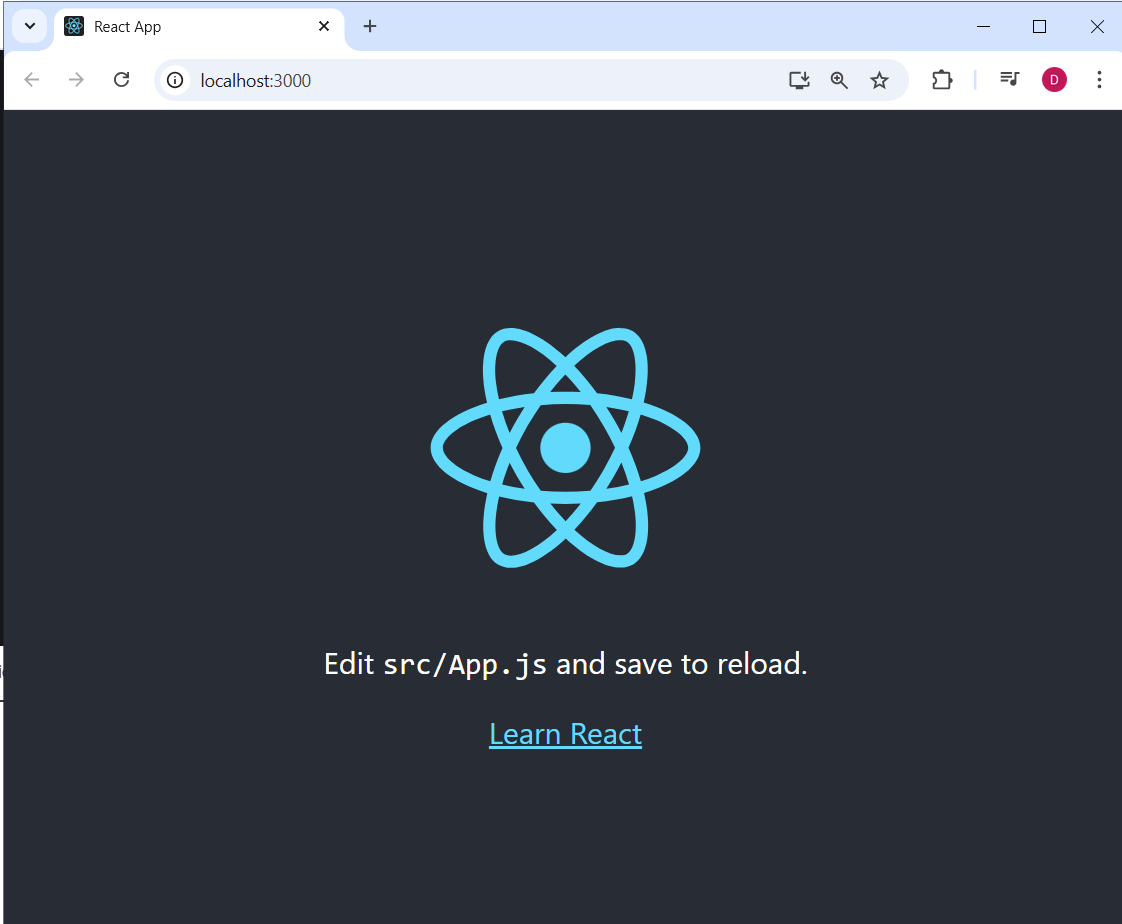 React App
localhost:3000
D
Edit src/App.js and save to reload.
Learn React